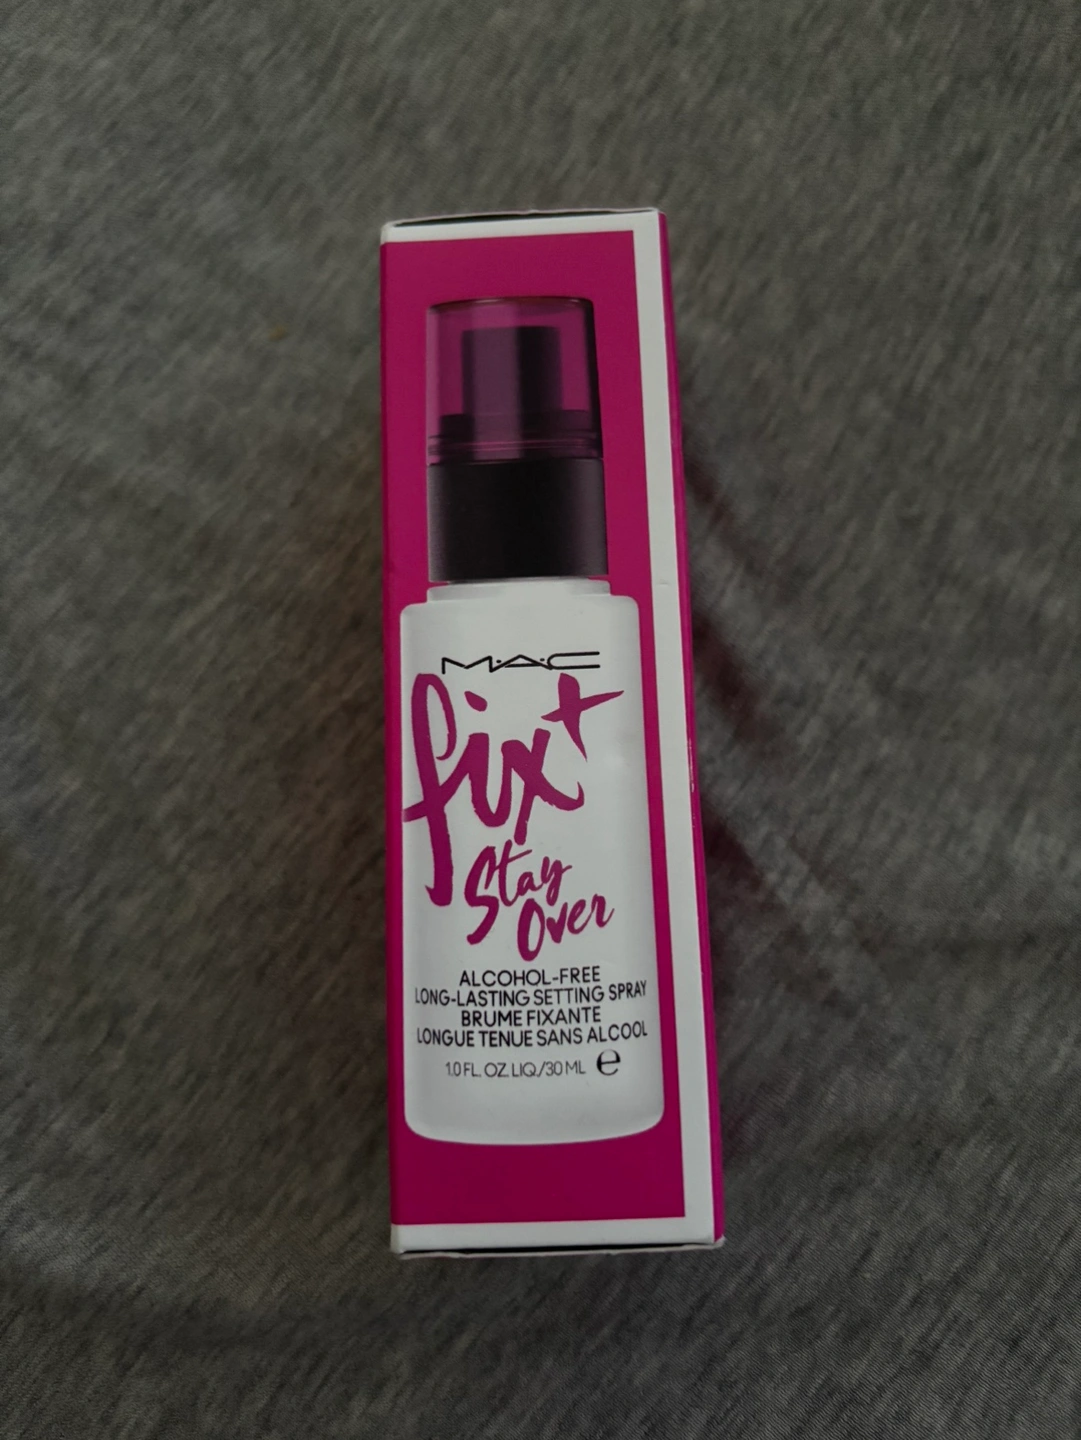 M·A·C
fix+
Stay
Over
ALCOHOL-FREE
LONG-LASTING SETTING SPRAY
BRUME FIXANTE
LONGUE TENUE SANS ALCOOL
1.0 FL. OZ. LIQ./30 ML ℮